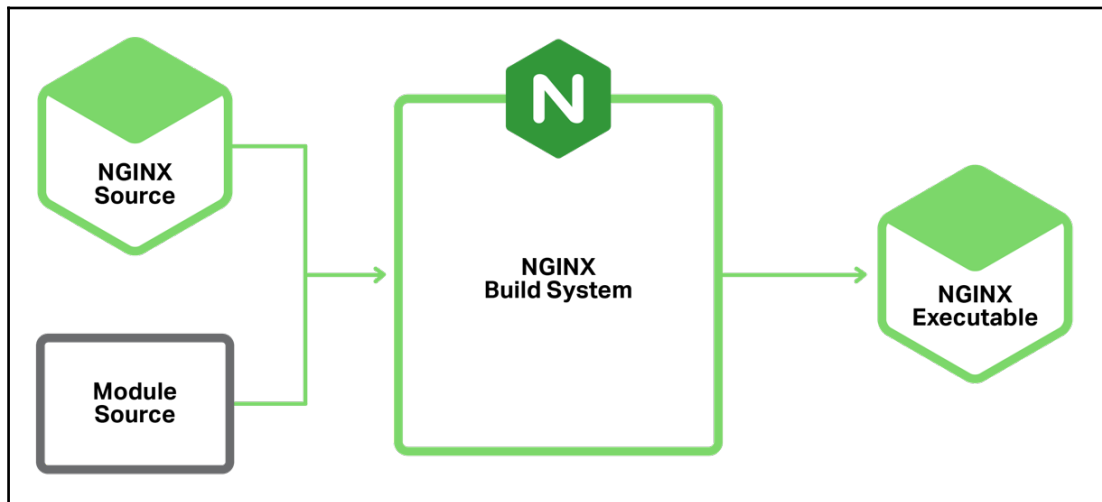 N
NGINX
Source
NGINX
Build System
NGINX
Executable
Module
Source